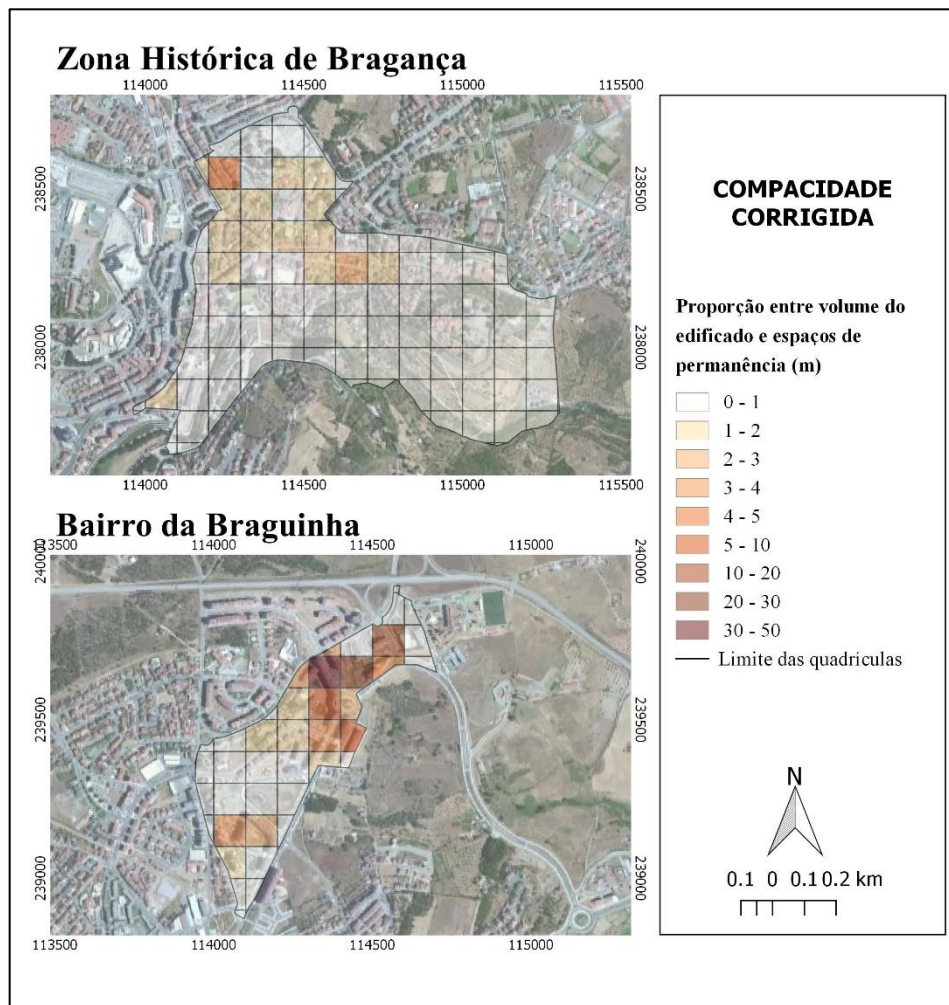 Zona Histórica de Bragança
114000 114500 115000 115500
238500 238500
238000 238000
114000 114500 115000 115500
Bairro da Braguinha
113500 114000 114500 115000
240000 240000
239500 239500
239000 239000
113500 114000 114500 115000
COMPACIDADE
CORRIGIDA
Proporção entre volume do
edificado e espaços de
permanência (m)
0 - 1
1 - 2
2 - 3
3 - 4
4 - 5
5 - 10
10 - 20
20 - 30
30 - 50
Limite das quadrículas
N
0.1 0 0.1 0.2 km